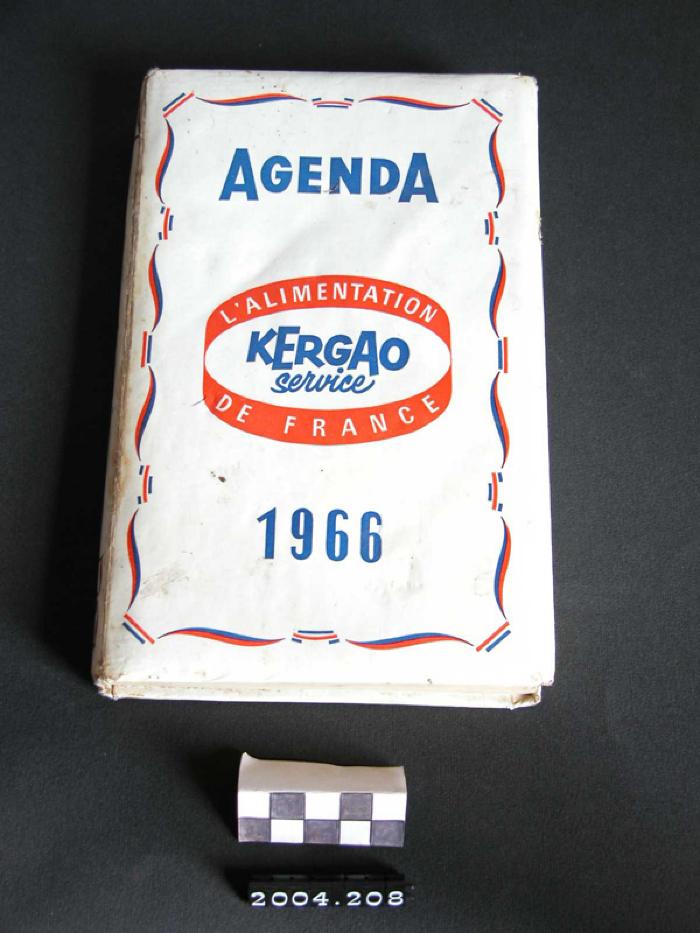 AGENDA
L'ALIMENTATION
KERGAO
service
DE FRANCE
1966
2004.208